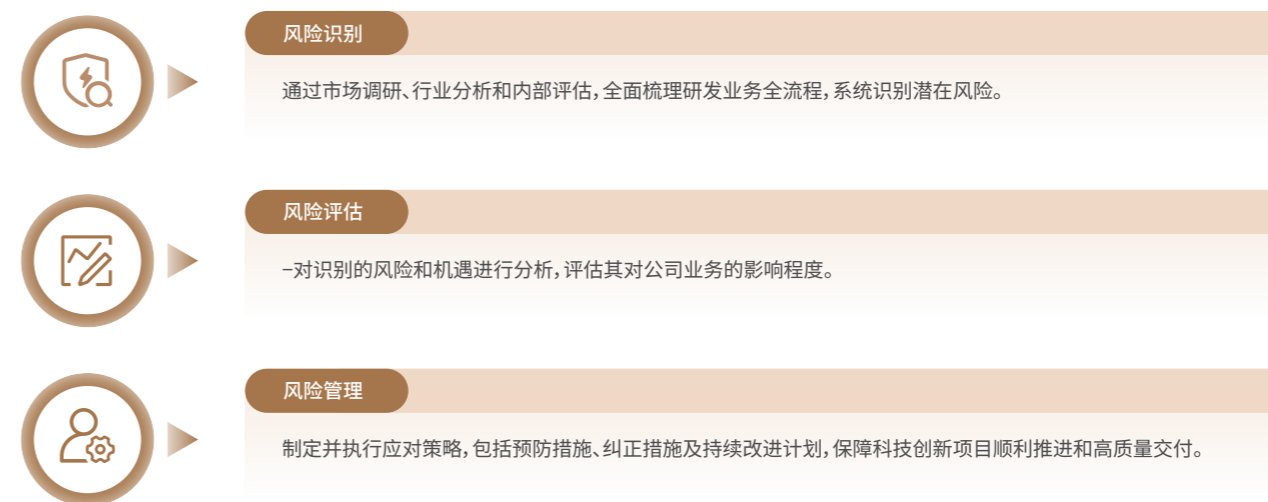 风险识别
通过市场调研、行业分析和内部评估,全面梳理研发业务全流程,系统识别潜在风险。
风险评估
–对识别的风险和机遇进行分析,评估其对公司业务的影响程度。
风险管理
制定并执行应对策略,包括预防措施、纠正措施及持续改进计划,保障科技创新项目顺利推进和高质量交付。